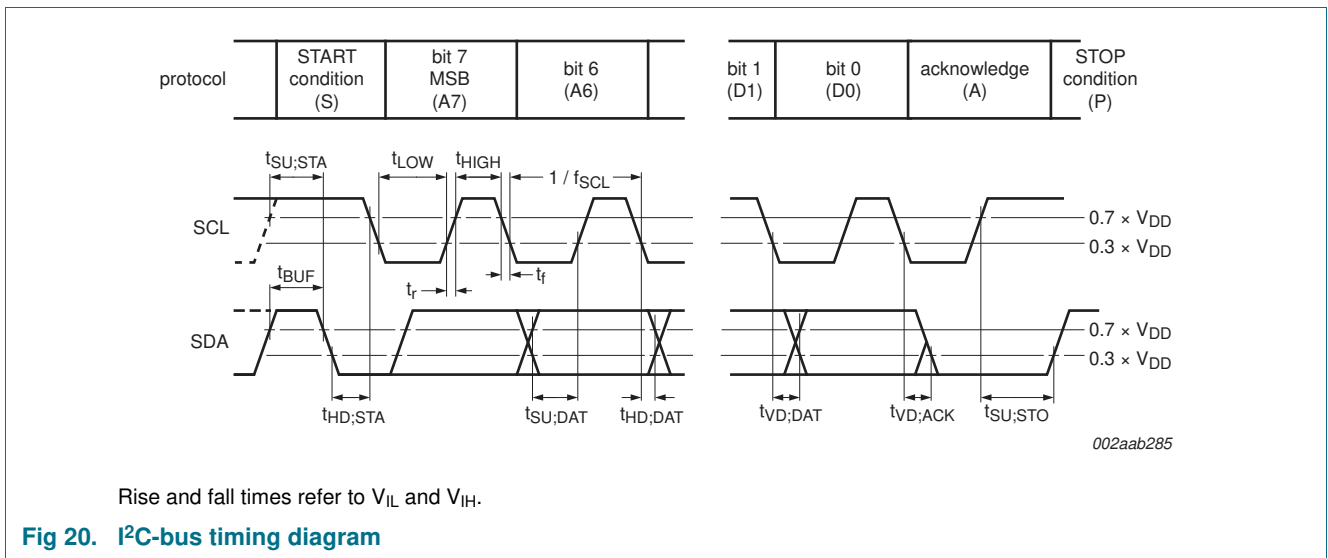 protocol
START
condition
(S)
bit 7
MSB
(A7)
bit 6
(A6)
bit 1
(D1)
bit 0
(D0)
acknowledge
(A)
STOP
condition
(P)
tSU;STA
tLOW
tHIGH
1 / fSCL
SCL
0.7 × VDD
0.3 × VDD
tBUF
tr
tf
SDA
0.7 × VDD
0.3 × VDD
tHD;STA
tSU;DAT
tHD;DAT
tVD;DAT
tVD;ACK
tSU;STO
002aab285
Rise and fall times refer to VIL and VIH.
Fig 20. I²C-bus timing diagram